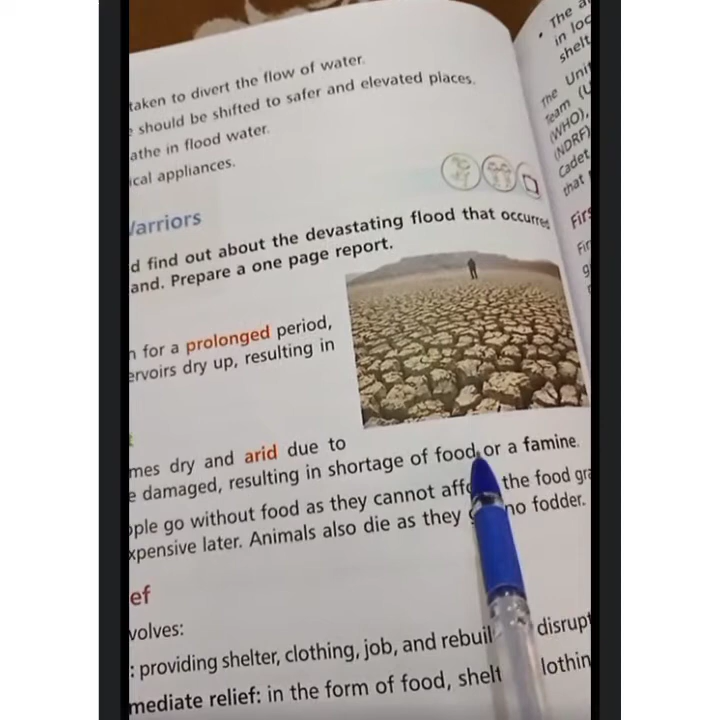 taken to divert the flow of water.
should be shifted to safer and elevated places.
athe in flood water.
ical appliances.
Warriors
d find out about the devastating flood that occurred
and. Prepare a one page report.
n for a prolonged period,
ervoirs dry up, resulting in
mes dry and arid due to
e damaged, resulting in shortage of food or a famine.
ople go without food as they cannot aff the food gra
xpensive later. Animals also die as they no fodder.
ef
volves:
: providing shelter, clothing, job, and rebuil disrupt
mediate relief: in the form of food, shelt lothin
• The a
in loc
shelt
The Unit
Team (U
(WHO),
(NDRF)
Cadet
that
Firs
Fir
g